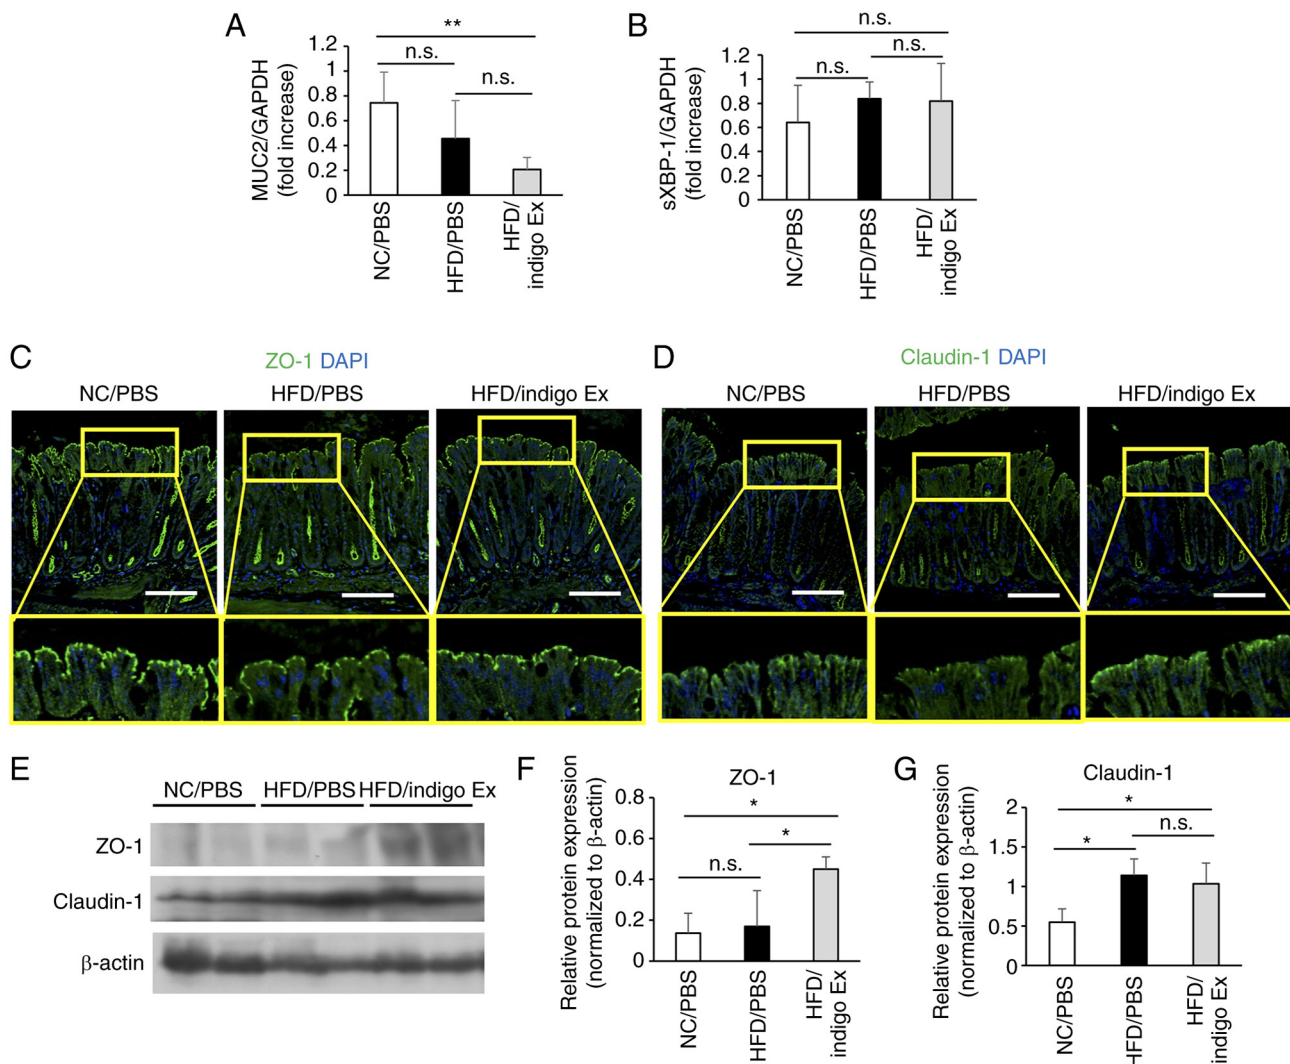 A
**
n.s.
n.s.
MUC2/GAPDH
(fold increase)
1.2
1
0.8
0.6
0.4
0.2
0
NC/PBS
HFD/PBS
HFD/
indigo Ex
B
n.s.
n.s.
n.s.
sXBP-1/GAPDH
(fold increase)
1.2
1
0.8
0.6
0.4
0.2
0
NC/PBS
HFD/PBS
HFD/
indigo Ex
C
ZO-1 DAPI
NC/PBS
HFD/PBS
HFD/indigo Ex
D
Claudin-1 DAPI
NC/PBS
HFD/PBS
HFD/indigo Ex
E
NC/PBS
HFD/PBS
HFD/indigo Ex
ZO-1
Claudin-1
β-actin
F
ZO-1
Relative protein expression
(normalized to β-actin)
0.8
0.6
0.4
0.2
0
*
*
n.s.
NC/PBS
HFD/PBS
HFD/
indigo Ex
G
Claudin-1
Relative protein expression
(normalized to β-actin)
2
1.5
1
0.5
0
*
n.s.
*
NC/PBS
HFD/PBS
HFD/
indigo Ex